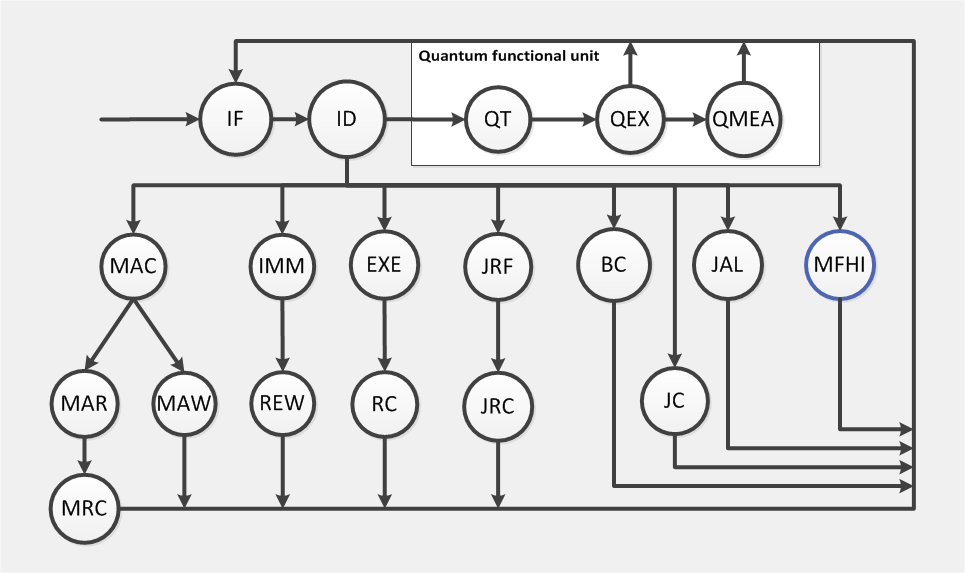 Quantum functional unit
IF
ID
QT
QEX
QMEA
MAC
IMM
EXE
JRF
BC
JAL
MFHI
MAR
MAW
REW
RC
JRC
JC
MRC